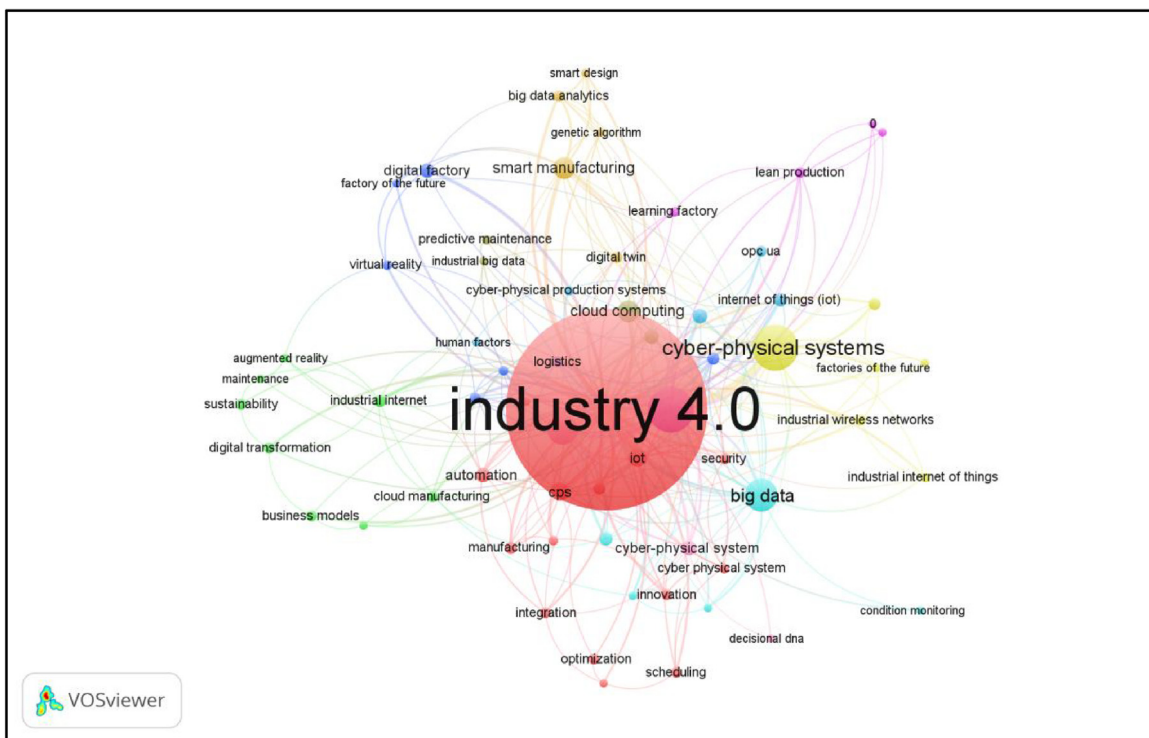 smart design
big data analytics
0
genetic algorithm
digital factory
smart manufacturing
lean production
factory of the future
learning factory
predictive maintenance
opc ua
virtual reality
industrial big data
digital twin
cyber-physical production systems
internet of things (iot)
cloud computing
human factors
cyber-physical systems
augmented reality
logistics
factories of the future
maintenance
sustainability
industrial internet
industry 4.0
industrial wireless networks
digital transformation
iot
security
automation
industrial internet of things
cloud manufacturing
cps
big data
business models
manufacturing
cyber-physical system
cyber physical system
innovation
integration
condition monitoring
decisional dna
optimization
scheduling
VOSviewer